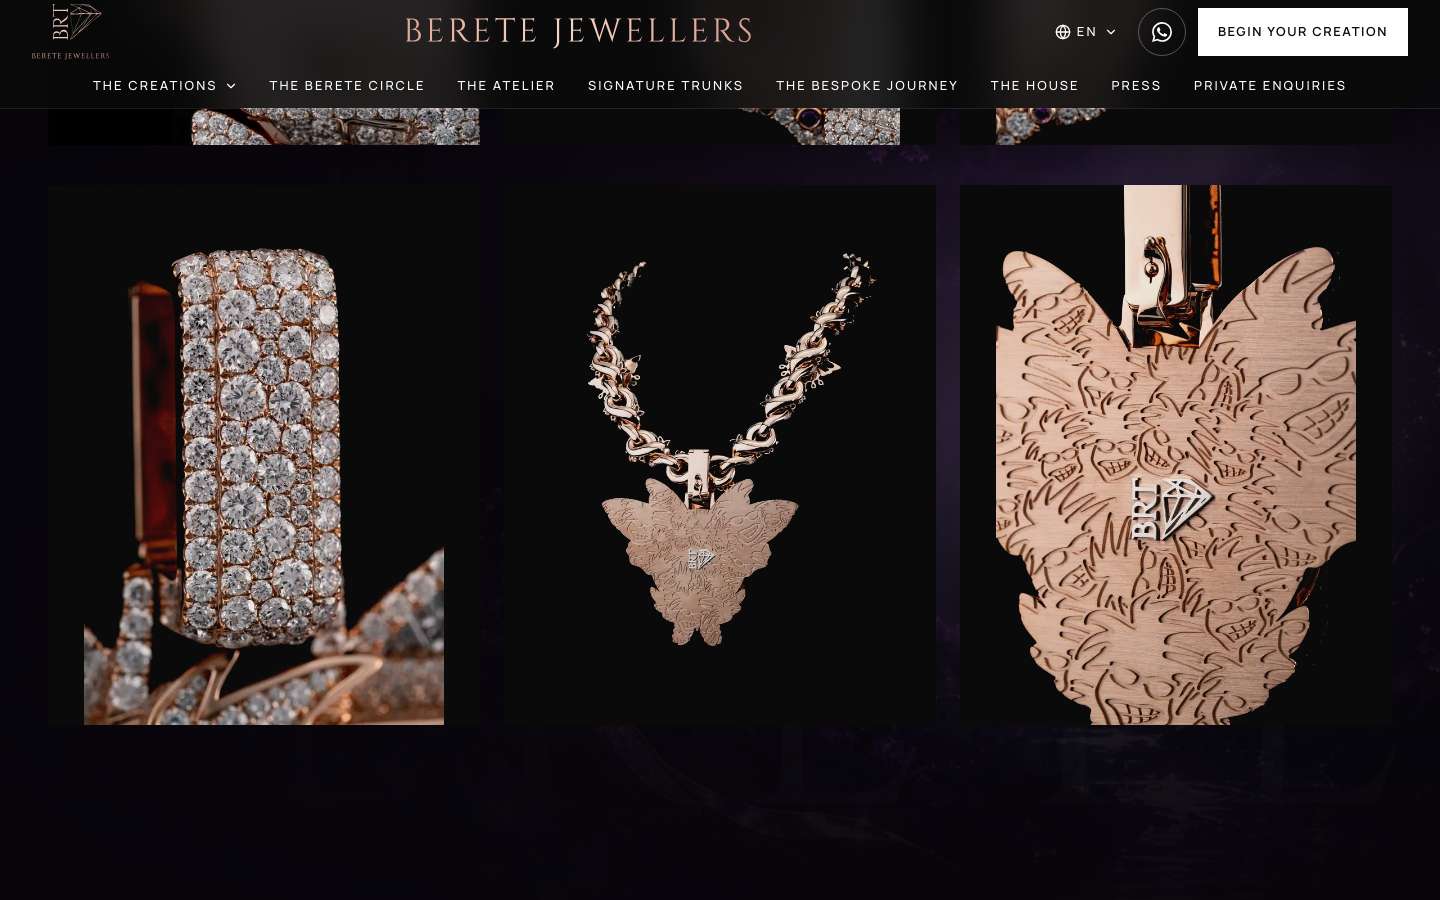 BRT
BERETE JEWELLERS
BERETE JEWELLERS
EN
BEGIN YOUR CREATION
THE CREATIONS
THE BERETE CIRCLE
THE ATELIER
SIGNATURE TRUNKS
THE BESPOKE JOURNEY
THE HOUSE
PRESS
PRIVATE ENQUIRIES
BRT
BRT